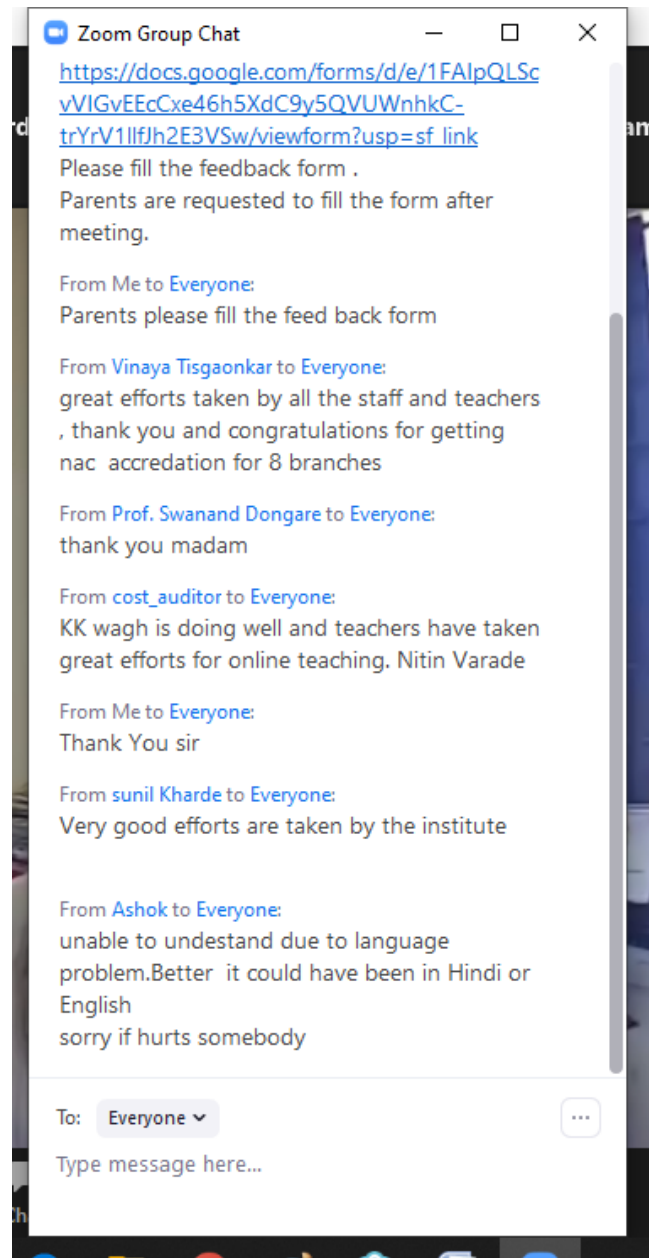 Zoom Group Chat
https://docs.google.com/forms/d/e/1FAIpQLSc
vVIGvEEcCxe46h5XdC9y5QVUWnhkC-
trYrV1llfJh2E3VSw/viewform?usp=sf_link
Please fill the feedback form .
Parents are requested to fill the form after
meeting.
From Me to Everyone:
Parents please fill the feed back form
From Vinaya Tisgaonkar to Everyone:
great efforts taken by all the staff and teachers
, thank you and congratulations for getting
nac accredation for 8 branches
From Prof. Swanand Dongare to Everyone:
thank you madam
From cost_auditor to Everyone:
KK wagh is doing well and teachers have taken
great efforts for online teaching. Nitin Varade
From Me to Everyone:
Thank You sir
From sunil Kharde to Everyone:
Very good efforts are taken by the institute
From Ashok to Everyone:
unable to undestand due to language
problem.Better it could have been in Hindi or
English
sorry if hurts somebody
To: Everyone
Type message here...